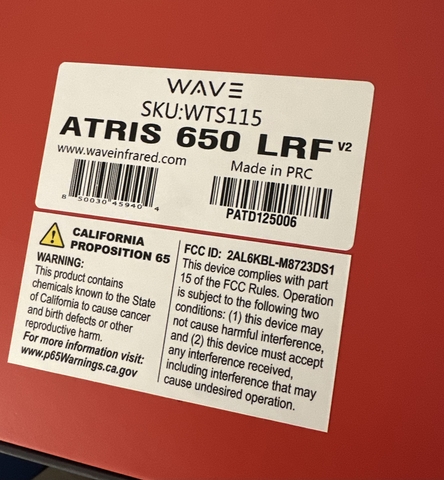 WAVE
SKU:WTS115
ATRIS 650 LRF V2
www.waveinfrared.com
Made in PRC
8 50030 45940 4
PATD125006
CALIFORNIA
PROPOSITION 65
WARNING:
This product contains
chemicals known to the State
of California to cause cancer
and birth defects or other
reproductive harm.
For more information visit:
www.p65Warnings.ca.gov
FCC ID: 2AL6KBL-M8723DS1
This device complies with part
15 of the FCC Rules. Operation
is subject to the following two
conditions: (1) this device may
not cause harmful interference,
and (2) this device must accept
any interference received,
including interference that may
cause undesired operation.